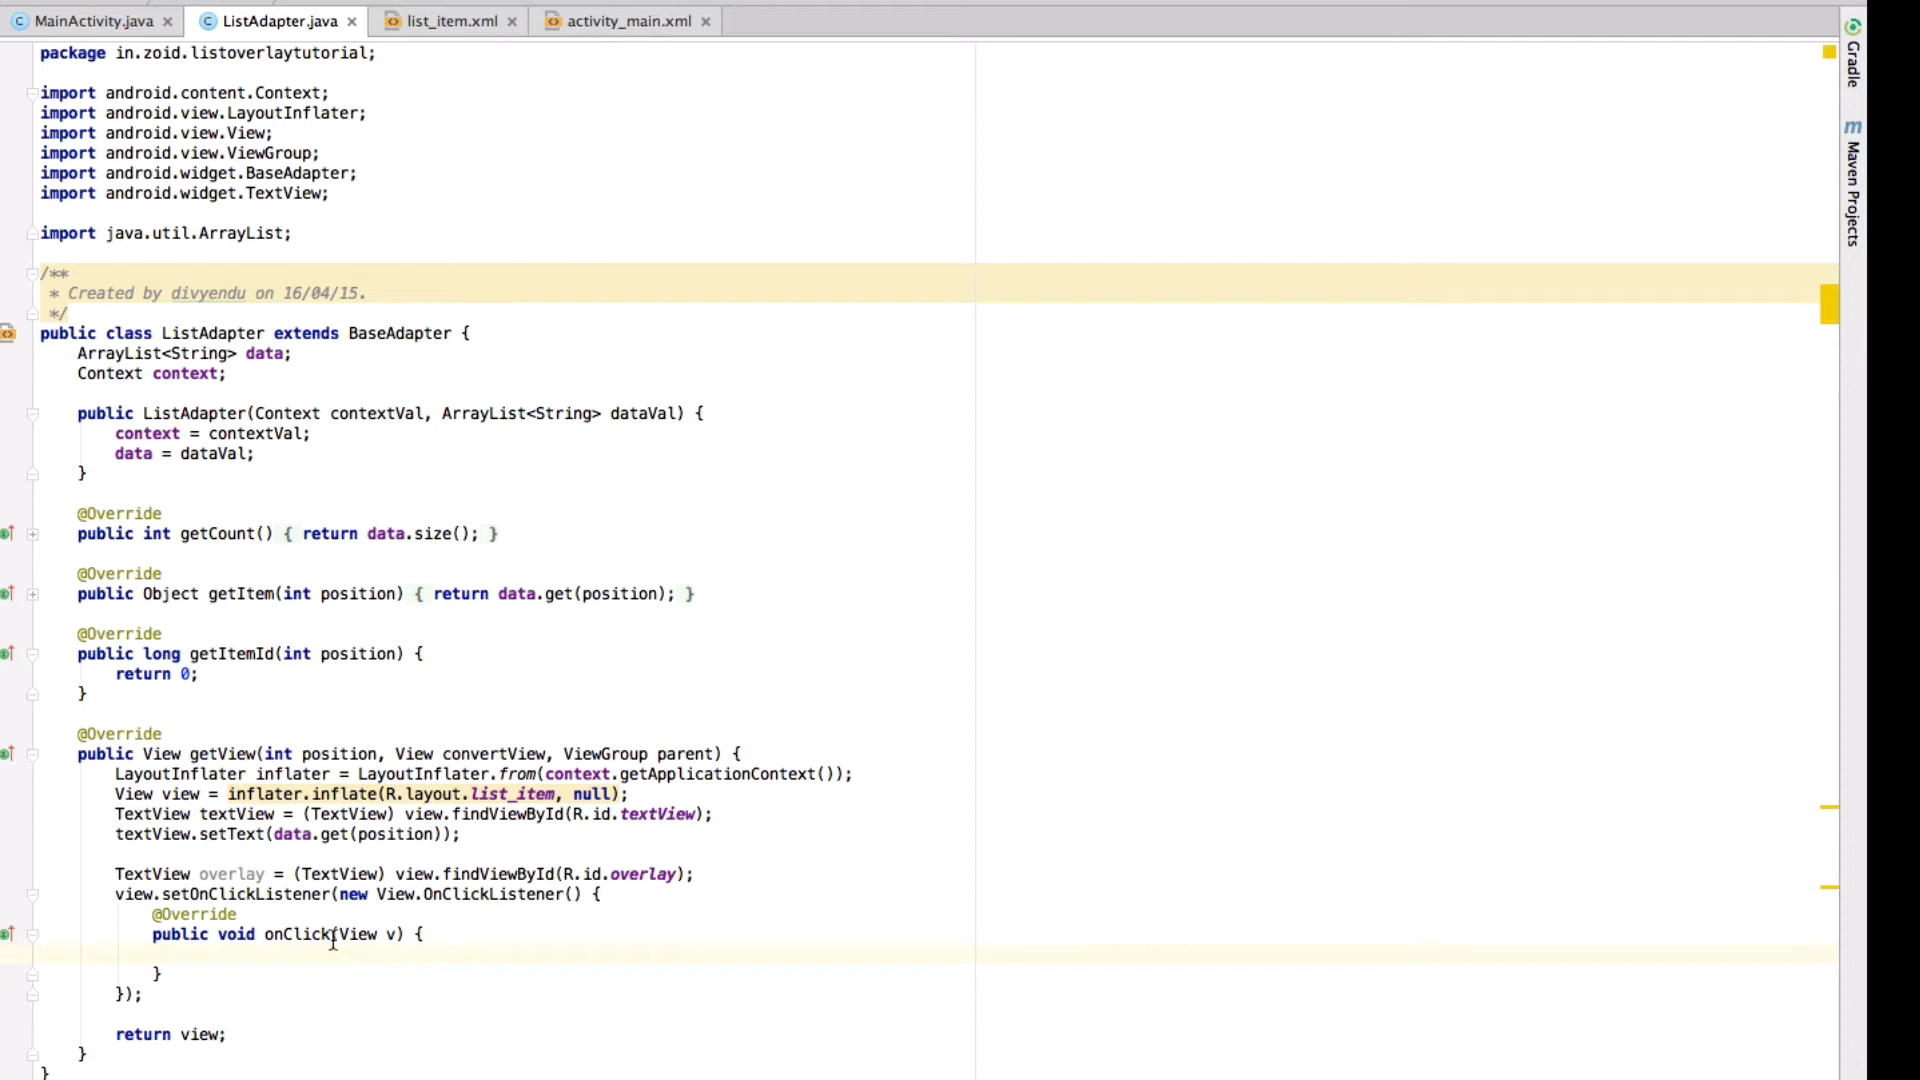 MainActivity.java
ListAdapter.java
list_item.xml
activity_main.xml
package in.zoid.listoverlaytutorial;
import android.content.Context;
import android.view.LayoutInflater;
import android.view.View;
import android.view.ViewGroup;
import android.widget.BaseAdapter;
import android.widget.TextView;
import java.util.ArrayList;
/**
 * Created by divyendu on 16/04/15.
 */
public class ListAdapter extends BaseAdapter {
    ArrayList<String> data;
    Context context;
    public ListAdapter(Context contextVal, ArrayList<String> dataVal) {
        context = contextVal;
        data = dataVal;
    }
    @Override
    public int getCount() { return data.size(); }
    @Override
    public Object getItem(int position) { return data.get(position); }
    @Override
    public long getItemId(int position) {
        return 0;
    }
    @Override
    public View getView(int position, View convertView, ViewGroup parent) {
        LayoutInflater inflater = LayoutInflater.from(context.getApplicationContext());
        View view = inflater.inflate(R.layout.list_item, null);
        TextView textView = (TextView) view.findViewById(R.id.textView);
        textView.setText(data.get(position));
        TextView overlay = (TextView) view.findViewById(R.id.overlay);
        view.setOnClickListener(new View.OnClickListener() {
            @Override
            public void onClick(View v) {
            }
        });
        return view;
    }
}
Gradle
m Maven Projects